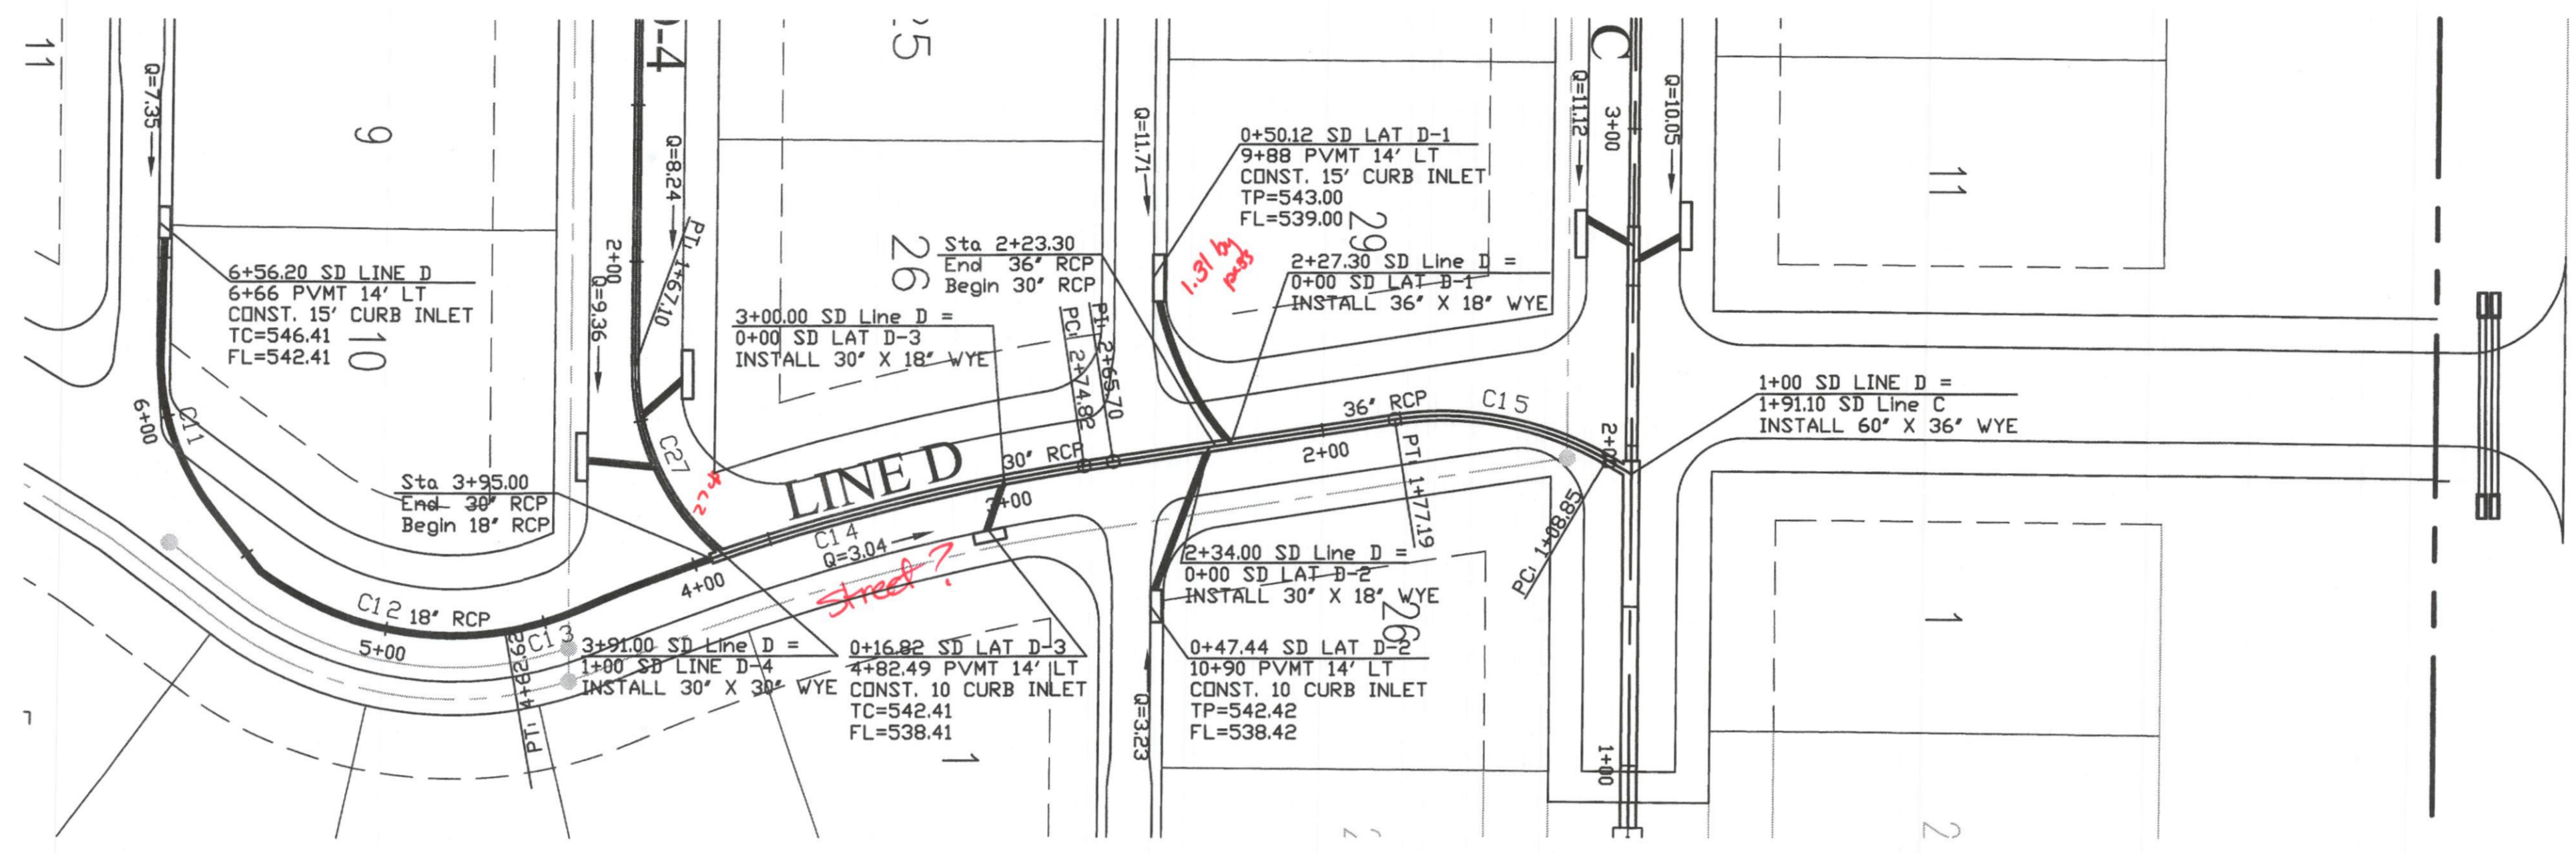 11
Q=7.35
9
6+56.20 SD LINE D
6+66 PVMT 14' LT
CONST. 15' CURB INLET
TC=546.41
FL=542.41
10
6+00
C11
C12
18" RCP
5+00
PT: 4+62.62
C13
Sta 3+95.00
End 30" RCP
Begin 18" RCP
2+00
Q=9.36
D-4
Q=8.24
PT: 1+67.10
C27
27.4
4+00
3+91.00 SD Line D =
1+00 SD LINE D-4
INSTALL 30" X 30" WYE
25
26
Sta 2+23.30
End 36" RCP
Begin 30" RCP
3+00.00 SD Line D =
0+00 SD LAT D-3
INSTALL 30" X 18" WYE
LINE D
30" RCP
3+00
C14
Q=3.04
street?
PC: 2+74.82
PT: 2+65.70
0+16.82 SD LAT D-3
4+82.49 PVMT 14' LT
CONST. 10 CURB INLET
TC=542.41
FL=538.41
1
Q=11.71
0+50.12 SD LAT D-1
9+88 PVMT 14' LT
CONST. 15' CURB INLET
TP=543.00
FL=539.00
29
1.31 by
pass
2+27.30 SD Line D =
0+00 SD LAT D-1
INSTALL 36" X 18" WYE
36" RCP
C15
2+00
PT: 1+77.19
2+34.00 SD Line D =
0+00 SD LAT D-2
INSTALL 30" X 18" WYE
26
0+47.44 SD LAT D-2
10+90 PVMT 14' LT
CONST. 10 CURB INLET
TP=542.42
FL=538.42
Q=3.23
Q=11.12
C
3+00
Q=10.05
2+00
PC: 1+08.85
1+00
1+00 SD LINE D =
1+91.10 SD Line C
INSTALL 60" X 36" WYE
11
1
2